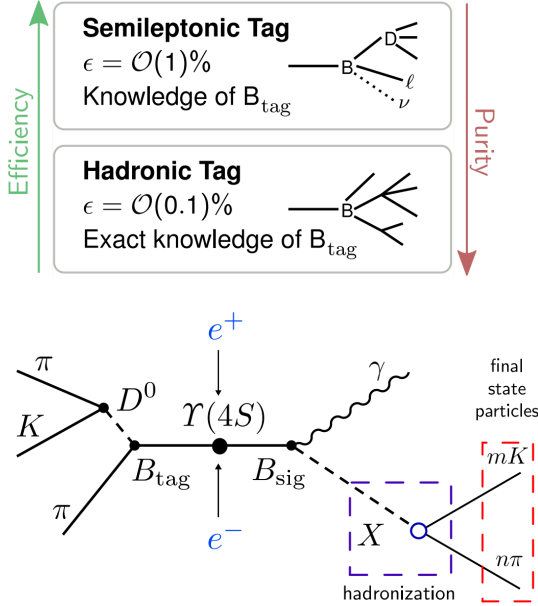 Efficiency
Semileptonic Tag
ϵ = 𝒪(1)%
Knowledge of B_tag
B
D
ℓ
ν
Hadronic Tag
ϵ = 𝒪(0.1)%
Exact knowledge of B_tag
B
Purity
e⁺
π
K
D⁰
π
B_tag
Υ(4S)
B_sig
γ
e⁻
X
hadronization
final
state
particles
mK
nπ